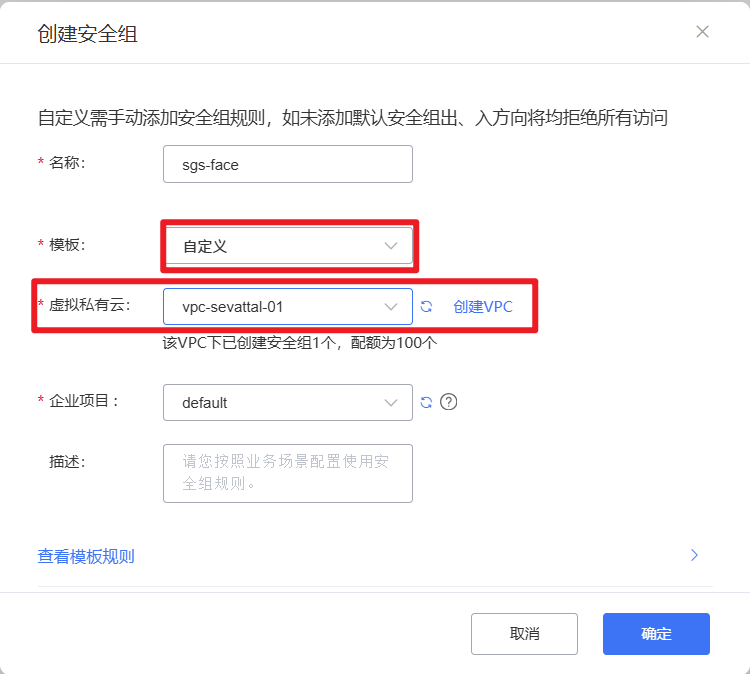 创建安全组
自定义需手动添加安全组规则，如未添加默认安全组出、入方向将均拒绝所有访问
* 名称: sgs-face
* 模板: 自定义
* 虚拟私有云: vpc-sevattal-01 创建VPC
该VPC下已创建安全组1个，配额为100个
* 企业项目 : default ?
描述: 请您按照业务场景配置使用安
全组规则。
查看模板规则
取消 确定